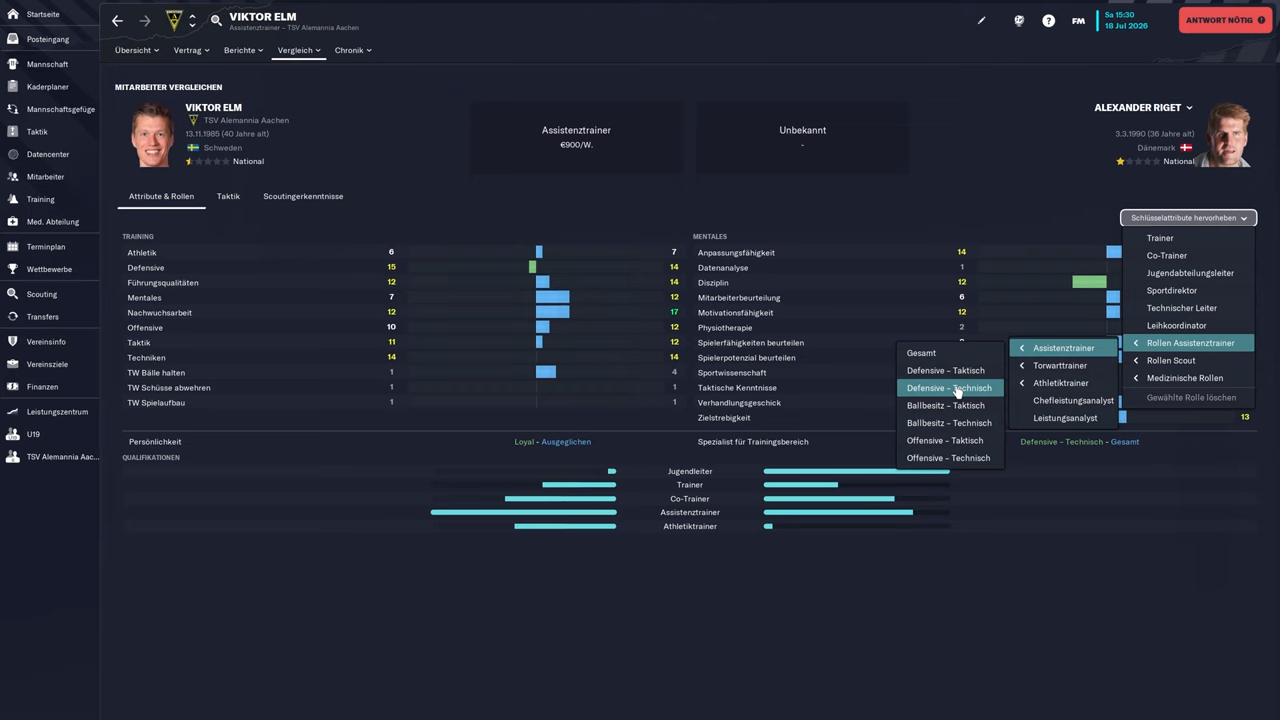 Startseite
Posteingang
Mannschaft
Kaderplaner
Mannschaftsgefüge
Taktik
Datencenter
Mitarbeiter
Training
Med. Abteilung
Terminplan
Wettbewerbe
Scouting
Transfers
Vereinsinfo
Vereinsziele
Finanzen
Leistungszentrum
U19
TSV Alemannia Aac...
VIKTOR ELM
Assistenztrainer – TSV Alemannia Aachen
FM
Sa 15:30
18 Jul 2026
ANTWORT NÖTIG
Übersicht
Vertrag
Berichte
Vergleich
Chronik
MITARBEITER VERGLEICHEN
VIKTOR ELM
TSV Alemannia Aachen
13.11.1985 (40 Jahre alt)
Schweden
National
Assistenztrainer
€900/W.
Unbekannt
-
ALEXANDER RIGET
3.3.1990 (36 Jahre alt)
Dänemark
National
Attribute & Rollen
Taktik
Scoutingerkenntnisse
Schlüsselattribute hervorheben
TRAINING
Athletik 6 7
Defensive 15 14
Führungsqualitäten 12 14
Mentales 7 12
Nachwuchsarbeit 12 17
Offensive 10 12
Taktik 11 12
Techniken 14 14
TW Bälle halten 1 4
TW Schüsse abwehren 1 1
TW Spielaufbau 1 1
MENTALES
Anpassungsfähigkeit 14
Datenanalyse 1
Disziplin 12
Mitarbeiterbeurteilung 6
Motivationsfähigkeit 12
Physiotherapie 2
Spielerfähigkeiten beurteilen
Spielerpotenzial beurteilen
Sportwissenschaft
Taktische Kenntnisse
Verhandlungsgeschick
Zielstrebigkeit 13
Trainer
Co-Trainer
Jugendabteilungsleiter
Sportdirektor
Technischer Leiter
Leihkoordinator
Rollen Assistenztrainer
Rollen Scout
Medizinische Rollen
Gewählte Rolle löschen
Assistenztrainer
Torwarttrainer
Athletiktrainer
Chefleistungsanalyst
Leistungsanalyst
Gesamt
Defensive – Taktisch
Defensive – Technisch
Ballbesitz – Taktisch
Ballbesitz – Technisch
Offensive – Taktisch
Offensive – Technisch
Persönlichkeit Loyal - Ausgeglichen
Spezialist für Trainingsbereich Defensive – Technisch - Gesamt
QUALIFIKATIONEN
Jugendleiter
Trainer
Co-Trainer
Assistenztrainer
Athletiktrainer